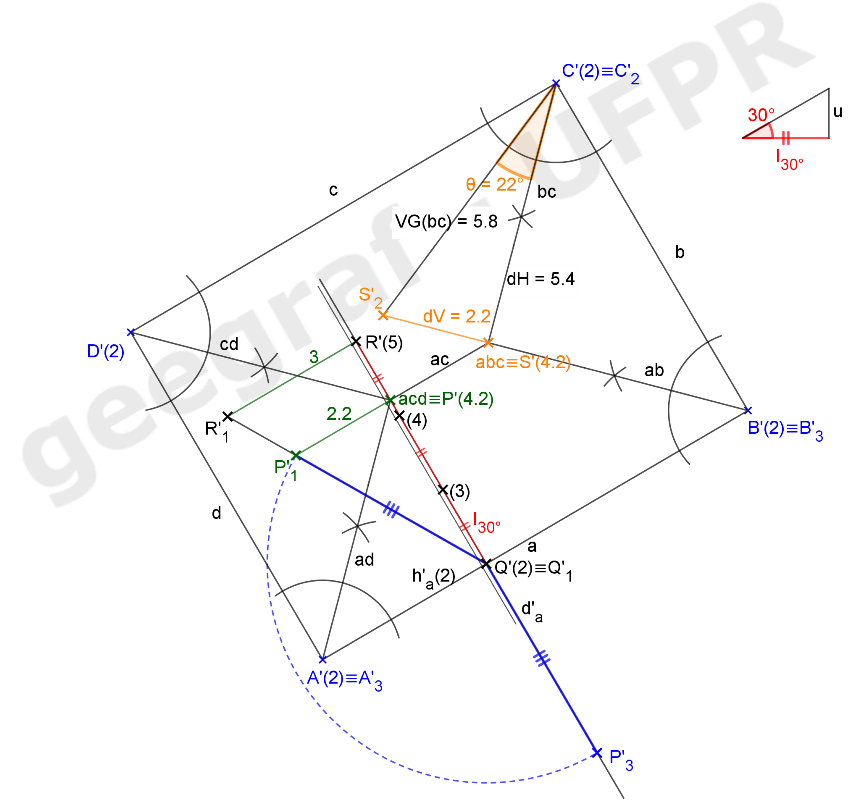 C'(2)≡C'2
30°
u
I30°
c
θ = 22°
bc
VG(bc) = 5.8
b
dH = 5.4
S'2
dV = 2.2
D'(2)
cd
R'(5)
3
ac
abc≡S'(4.2)
ab
acd≡P'(4.2)
2.2
(4)
R'1
B'(2)≡B'3
P'1
(3)
d
I30°
a
ad
h'a(2)
Q'(2)≡Q'1
d'a
A'(2)≡A'3
P'3
geegraf - UFPR